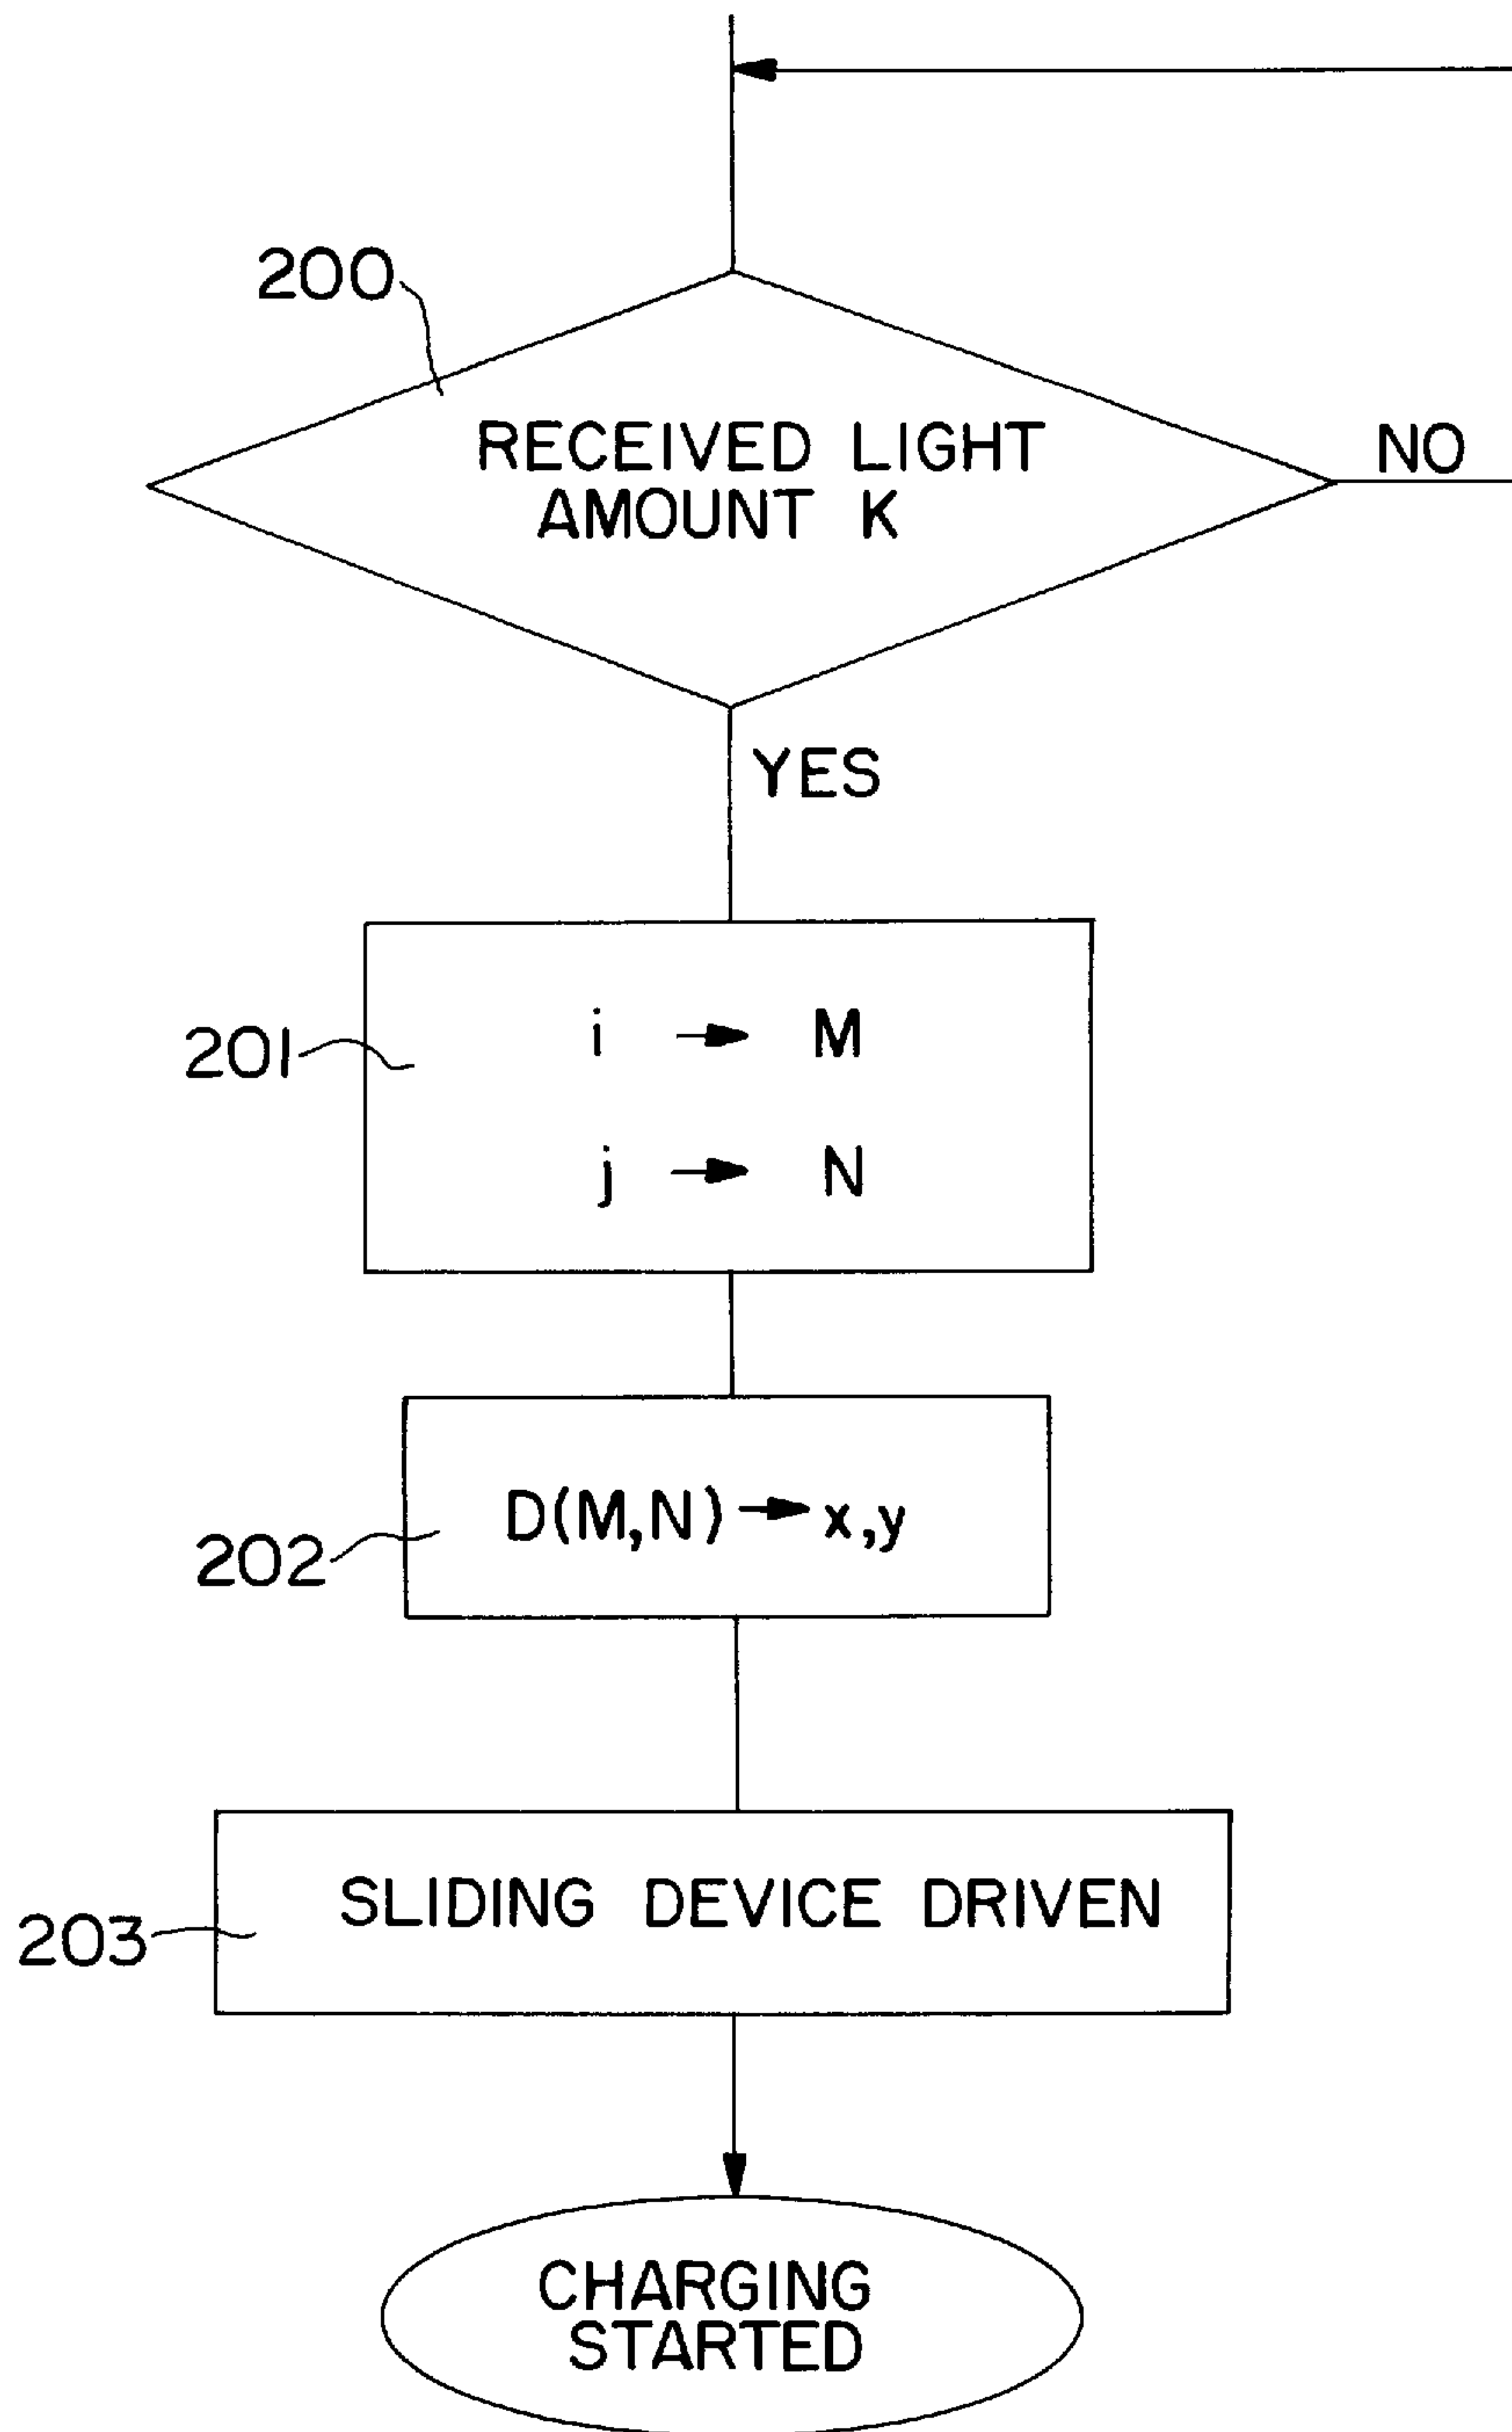 200
RECEIVED LIGHT
AMOUNT K
NO
YES
201
i → M
j → N
202
D(M,N) → x,y
203
SLIDING DEVICE DRIVEN
CHARGING
STARTED